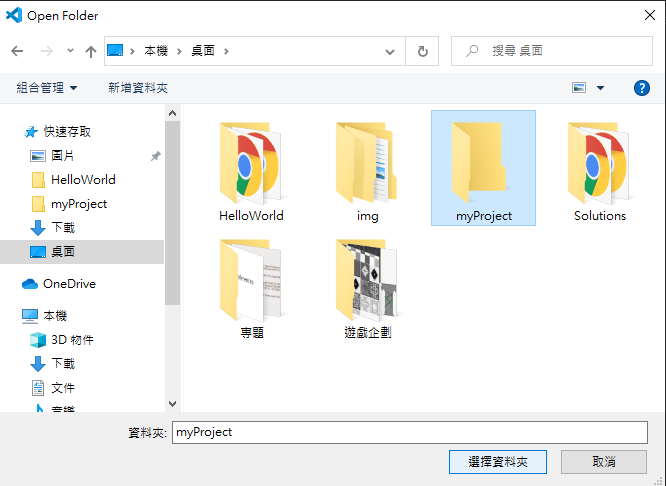 Open Folder
本機
桌面
搜尋 桌面
組合管理
新增資料夾
快速存取
圖片
HelloWorld
myProject
下載
桌面
OneDrive
本機
3D 物件
下載
文件
HelloWorld
img
myProject
Solutions
專題
遊戲企劃
資料夾:
myProject
選擇資料夾
取消